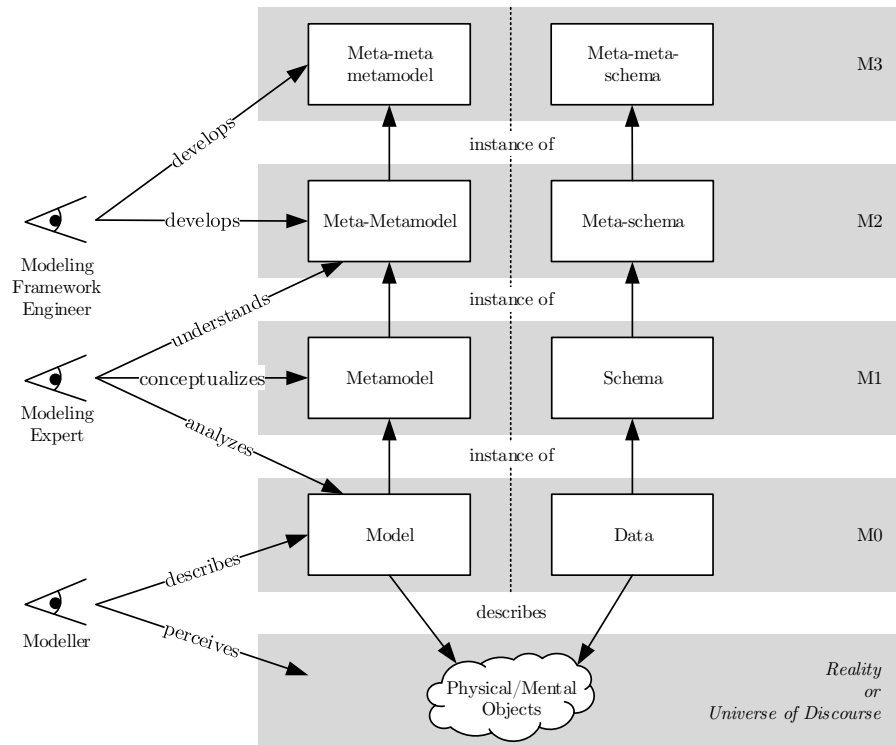 Meta-meta
metamodel
Meta-meta-
schema
M3
develops
instance of
develops
Meta-Metamodel
Meta-schema
M2
Modeling
Framework
Engineer
understands
instance of
conceptualizes
Metamodel
Schema
M1
Modeling
Expert
analyzes
instance of
describes
Model
Data
M0
Modeller
perceives
describes
Physical/Mental
Objects
Reality
or
Universe of Discourse